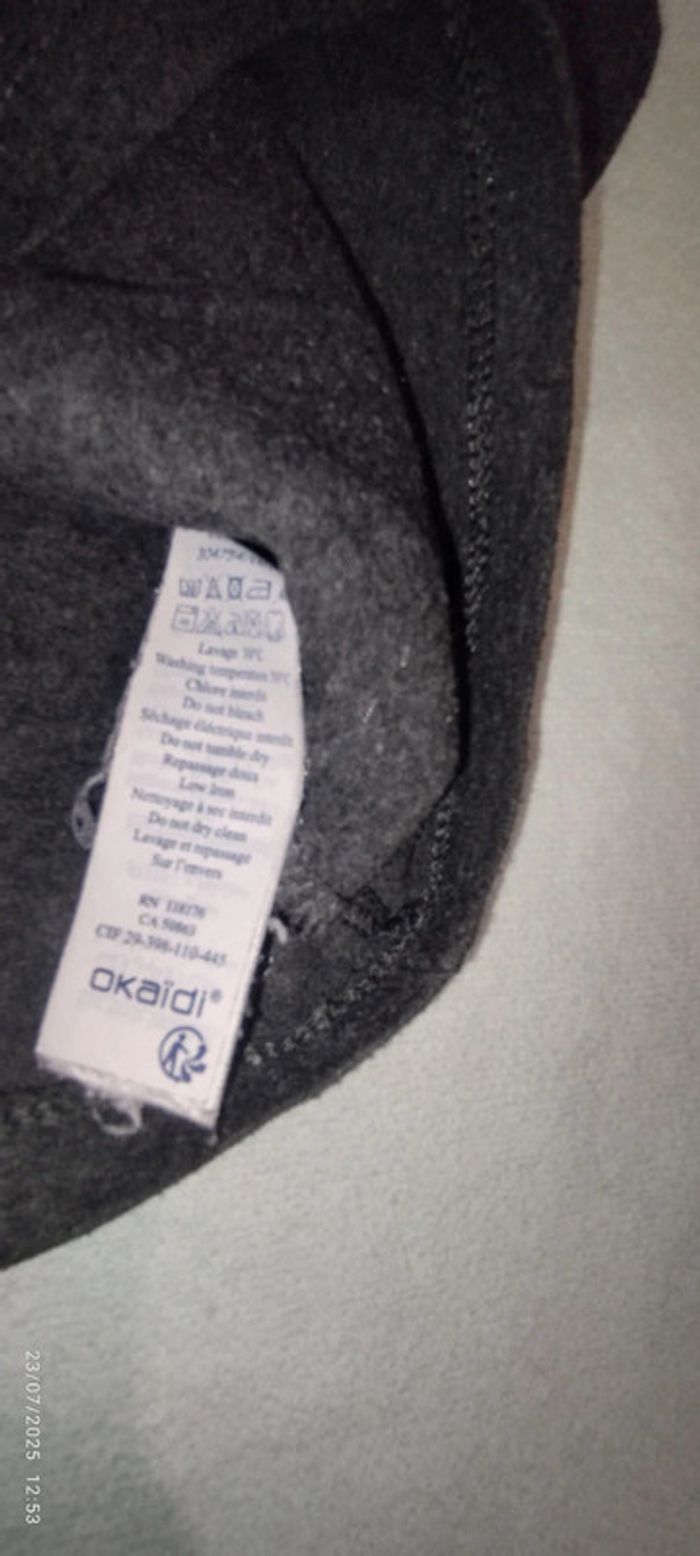 Lavage 30°C
Washing temperature 30°C
Chlore interdit
Do not bleach
Séchage éléctrique interdit
Do not tumble dry
Repassage doux
Low Iron
Nettoyage à sec interdit
Do not dry clean
Lavage et repassage
Sur l'envers
RN 118176
CA 50863
CIF 29-398-110-445
okaïdi®
23/07/2025 12:53